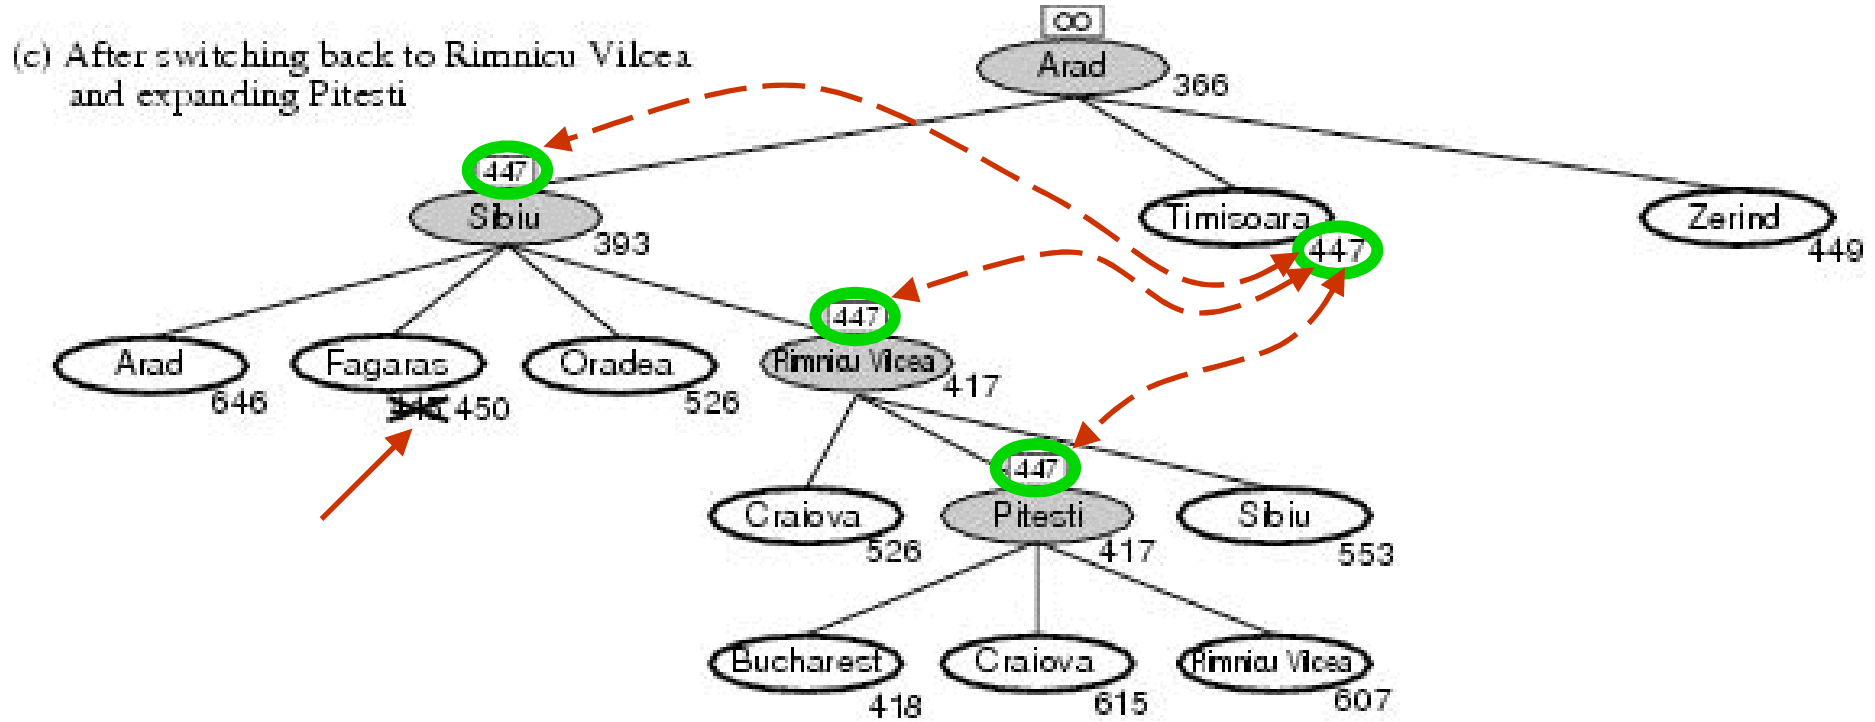 ∞
(c) After switching back to Rimnicu Vilcea
and expanding Pitesti
Arad
366
447
Sibiu
393
Timisoara
447
Zerind
449
447
Arad
646
Fagaras
450
Oradea
526
Rimnicu Vilcea
417
447
Craiova
526
Pitesti
417
Sibiu
553
Bucharest
418
Craiova
615
Rimnicu Vilcea
607